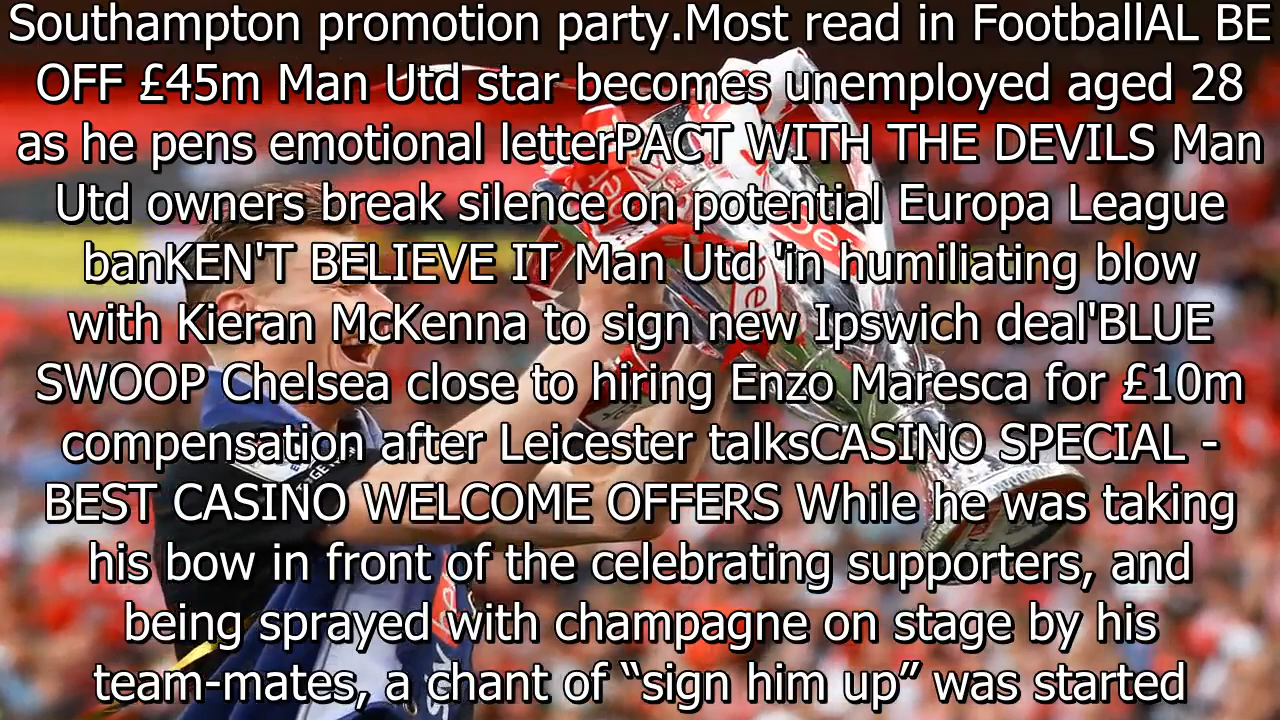 Southampton promotion party.Most read in FootballAL BE
OFF £45m Man Utd star becomes unemployed aged 28
as he pens emotional letterPACT WITH THE DEVILS Man
Utd owners break silence on potential Europa League
banKEN'T BELIEVE IT Man Utd 'in humiliating blow
with Kieran McKenna to sign new Ipswich deal'BLUE
SWOOP Chelsea close to hiring Enzo Maresca for £10m
compensation after Leicester talksCASINO SPECIAL -
BEST CASINO WELCOME OFFERS While he was taking
his bow in front of the celebrating supporters, and
being sprayed with champagne on stage by his
team-mates, a chant of “sign him up” was started